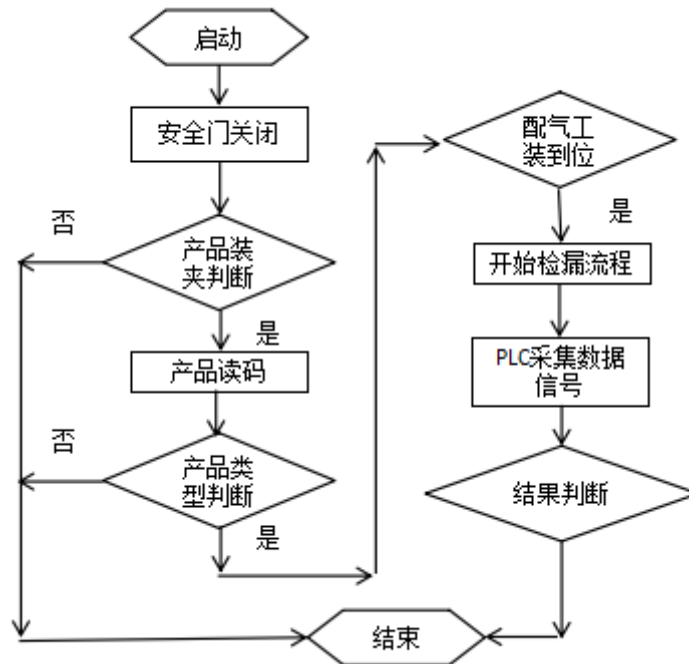 启动
安全门关闭
否
产品装
夹判断
是
产品读码
否
产品类
型判断
是
配气工
装到位
是
开始检漏流程
PLC采集数据
信号
结果判断
结束